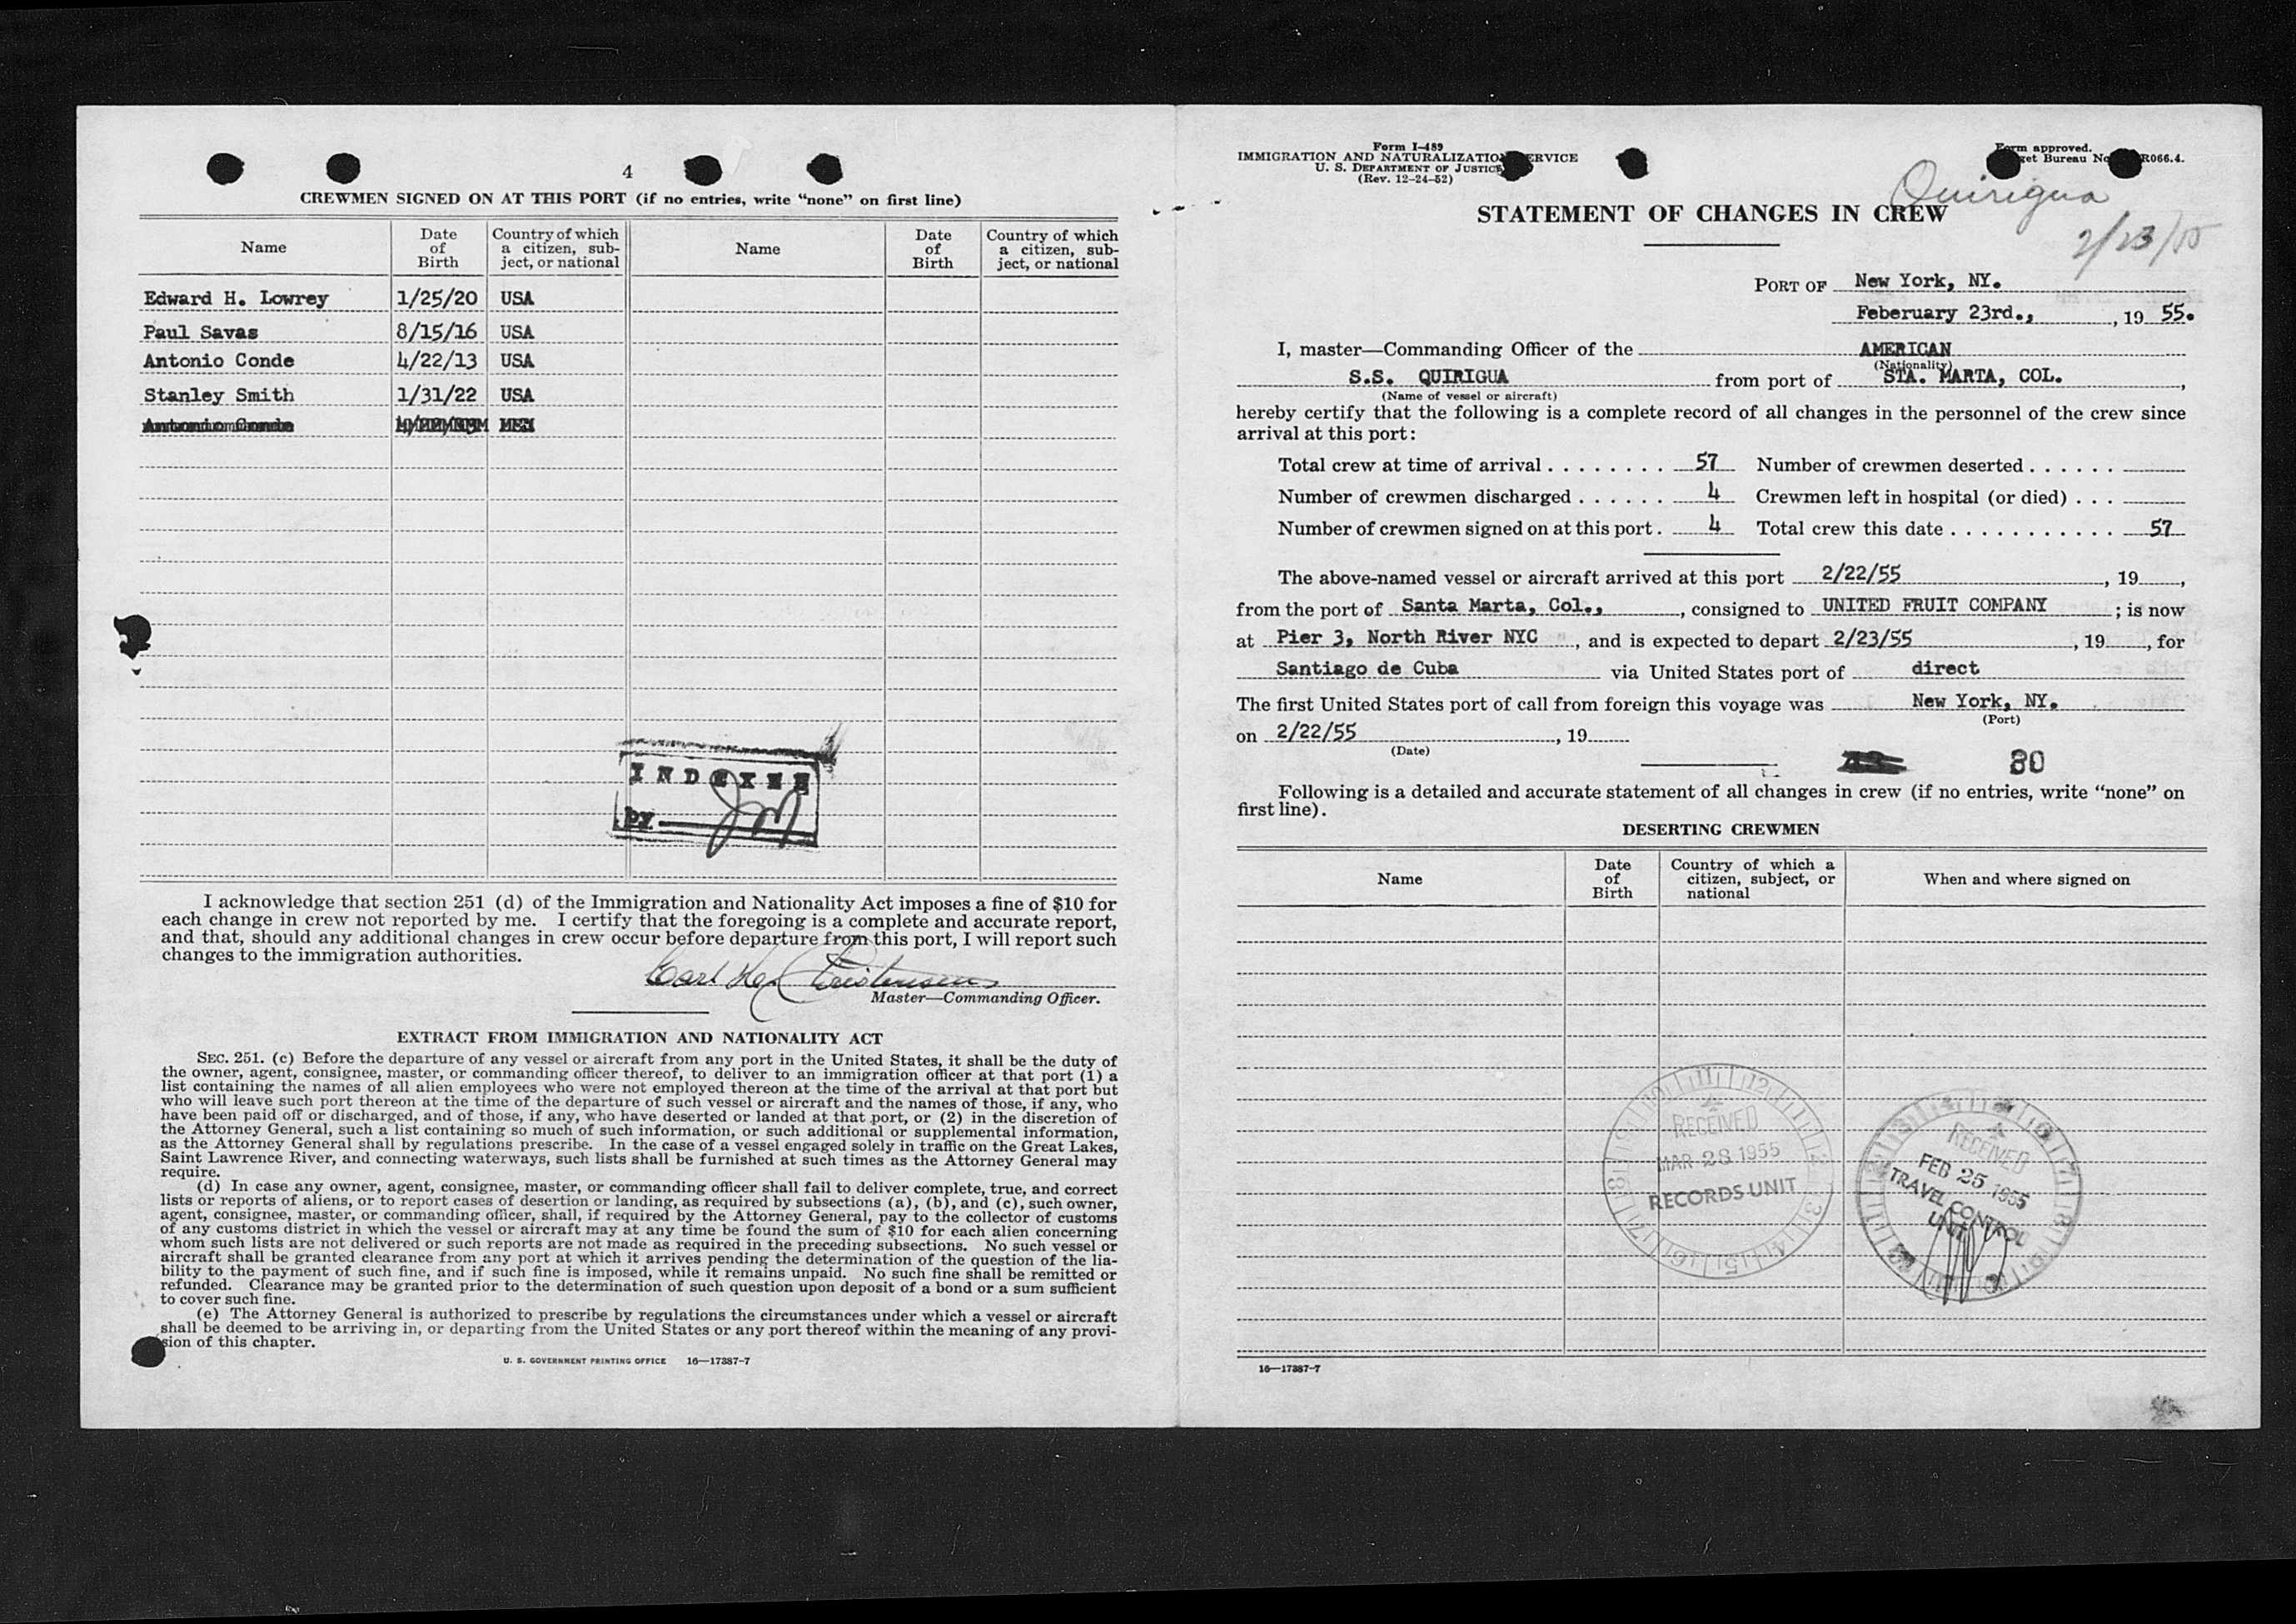 4
CREWMEN SIGNED ON AT THIS PORT (if no entries, write “none” on first line)
Name Date of Birth Country of which a citizen, sub-ject, or national Name Date of Birth Country of which a citizen, sub-ject, or national
Edward H. Lowrey 1/25/20 USA
Paul Savas 8/15/16 USA
Antonio Conde 4/22/13 USA
Stanley Smith 1/31/22 USA
Antonio Conde
INDEXED
by JM
I acknowledge that section 251 (d) of the Immigration and Nationality Act imposes a fine of $10 for
each change in crew not reported by me. I certify that the foregoing is a complete and accurate report,
and that, should any additional changes in crew occur before departure from this port, I will report such
changes to the immigration authorities.
Master—Commanding Officer.
EXTRACT FROM IMMIGRATION AND NATIONALITY ACT
SEC. 251. (c) Before the departure of any vessel or aircraft from any port in the United States, it shall be the duty of
the owner, agent, consignee, master, or commanding officer thereof, to deliver to an immigration officer at that port (1) a
list containing the names of all alien employees who were not employed thereon at the time of the arrival at that port but
who will leave such port thereon at the time of the departure of such vessel or aircraft and the names of those, if any, who
have been paid off or discharged, and of those, if any, who have deserted or landed at that port, or (2) in the discretion of
the Attorney General, such a list containing so much of such information, or such additional or supplemental information,
as the Attorney General shall by regulations prescribe. In the case of a vessel engaged solely in traffic on the Great Lakes,
Saint Lawrence River, and connecting waterways, such lists shall be furnished at such times as the Attorney General may
require.
(d) In case any owner, agent, consignee, master, or commanding officer shall fail to deliver complete, true, and correct
lists or reports of aliens, or to report cases of desertion or landing, as required by subsections (a), (b), and (c), such owner,
agent, consignee, master, or commanding officer, shall, if required by the Attorney General, pay to the collector of customs
of any customs district in which the vessel or aircraft may at any time be found the sum of $10 for each alien concerning
whom such lists are not delivered or such reports are not made as required in the preceding subsections. No such vessel or
aircraft shall be granted clearance from any port at which it arrives pending the determination of the question of the lia-
bility to the payment of such fine, and if such fine is imposed, while it remains unpaid. No such fine shall be remitted or
refunded. Clearance may be granted prior to the determination of such question upon deposit of a bond or a sum sufficient
to cover such fine.
(e) The Attorney General is authorized to prescribe by regulations the circumstances under which a vessel or aircraft
shall be deemed to be arriving in, or departing from the United States or any port thereof within the meaning of any provi-
sion of this chapter.
U. S. GOVERNMENT PRINTING OFFICE 16—17387-7
Form I-489
IMMIGRATION AND NATURALIZATION SERVICE
U. S. DEPARTMENT OF JUSTICE
(Rev. 12-24-52)
Form approved.
Budget Bureau No. R066.4.
Quirigua
2/23/55
STATEMENT OF CHANGES IN CREW
PORT OF New York, NY.
Feberuary 23rd., , 19 55.
I, master—Commanding Officer of the AMERICAN
(Nationality)
S.S. QUIRIGUA from port of STA. MARTA, COL. ,
(Name of vessel or aircraft)
hereby certify that the following is a complete record of all changes in the personnel of the crew since
arrival at this port:
Total crew at time of arrival . . . . . . . . 57 Number of crewmen deserted . . . . . .
Number of crewmen discharged . . . . . . 4 Crewmen left in hospital (or died) . . .
Number of crewmen signed on at this port . 4 Total crew this date . . . . . . . . . . . 57
The above-named vessel or aircraft arrived at this port 2/22/55 , 19 ,
from the port of Santa Marta, Col., , consigned to UNITED FRUIT COMPANY ; is now
at Pier 3, North River NYC , and is expected to depart 2/23/55 , 19 , for
Santiago de Cuba via United States port of direct
The first United States port of call from foreign this voyage was New York, NY.
(Port)
on 2/22/55 , 19
(Date)
80
Following is a detailed and accurate statement of all changes in crew (if no entries, write “none” on
first line).
DESERTING CREWMEN
Name Date of Birth Country of which a citizen, subject, or national When and where signed on
RECEIVED
MAR 28 1955
RECORDS UNIT
RECEIVED
FEB 25 1955
TRAVEL CONTROL
UNIT
16—17387-7